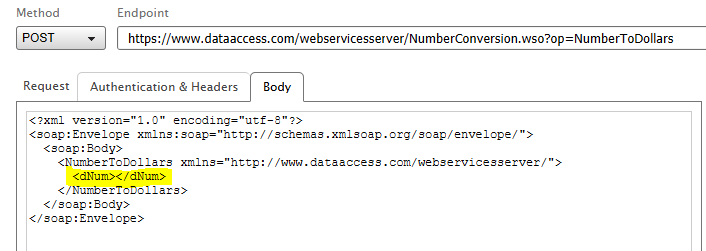 Method Endpoint
POST https://www.dataaccess.com/webservicesserver/NumberConversion.wso?op=NumberToDollars
Request Authentication & Headers Body
<?xml version="1.0" encoding="utf-8"?>
<soap:Envelope xmlns:soap="http://schemas.xmlsoap.org/soap/envelope/">
<soap:Body>
<NumberToDollars xmlns="http://www.dataaccess.com/webservicesserver/">
<dNum></dNum>
</NumberToDollars>
</soap:Body>
</soap:Envelope>